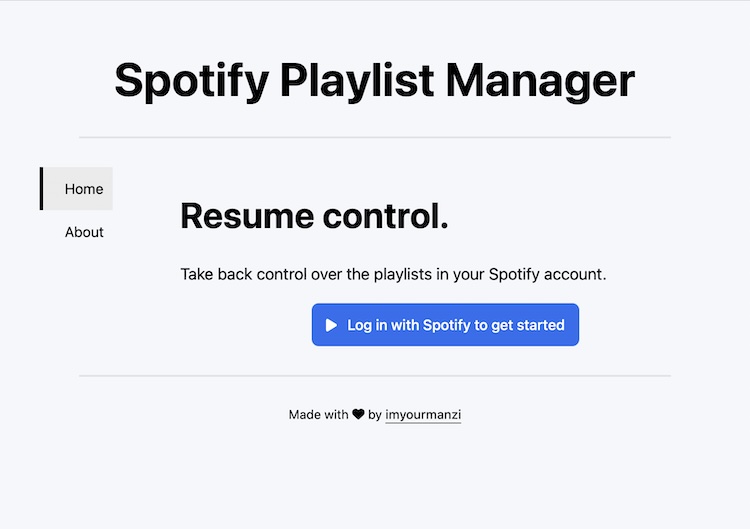 Spotify Playlist Manager
Home
About
Resume control.
Take back control over the playlists in your Spotify account.
Log in with Spotify to get started
Made with ♥ by imyourmanzi